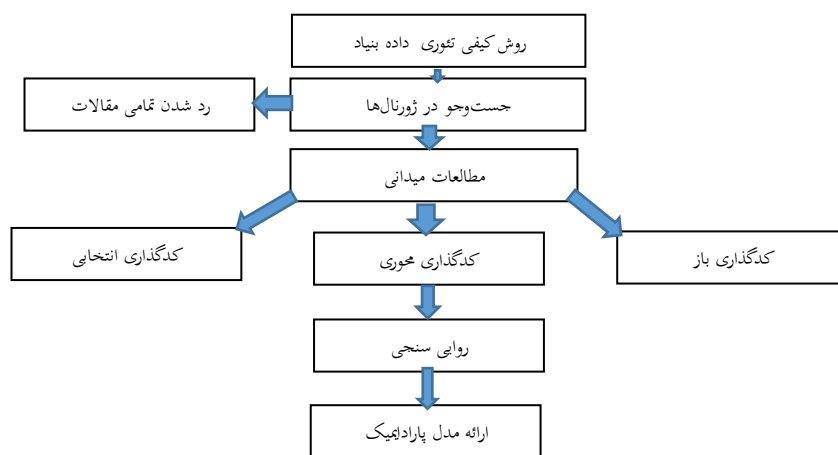 روش کیفی تئوری داده بنیاد
جست‌وجو در ژورنال‌ها
رد شدن تمامی مقالات
مطالعات میدانی
کدگذاری باز
کدگذاری محوری
کدگذاری انتخابی
روایی سنجی
ارائه مدل پارادایمیک